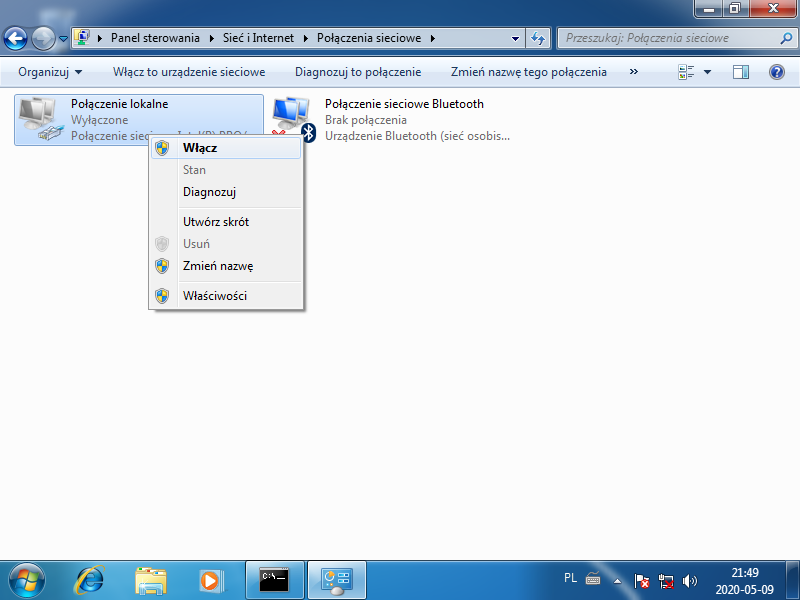 Panel sterowania
Sieć i Internet
Połączenia sieciowe
Przeszukaj: Połączenia sieciowe
Organizuj
Włącz to urządzenie sieciowe
Diagnozuj to połączenie
Zmień nazwę tego połączenia
»
Połączenie lokalne
Wyłączone
Połączenie siec
Połączenie sieciowe Bluetooth
Brak połączenia
Urządzenie Bluetooth (sieć osobis...
Włącz
Stan
Diagnozuj
Utwórz skrót
Usuń
Zmień nazwę
Właściwości
C:\.
PL
21:49
2020-05-09